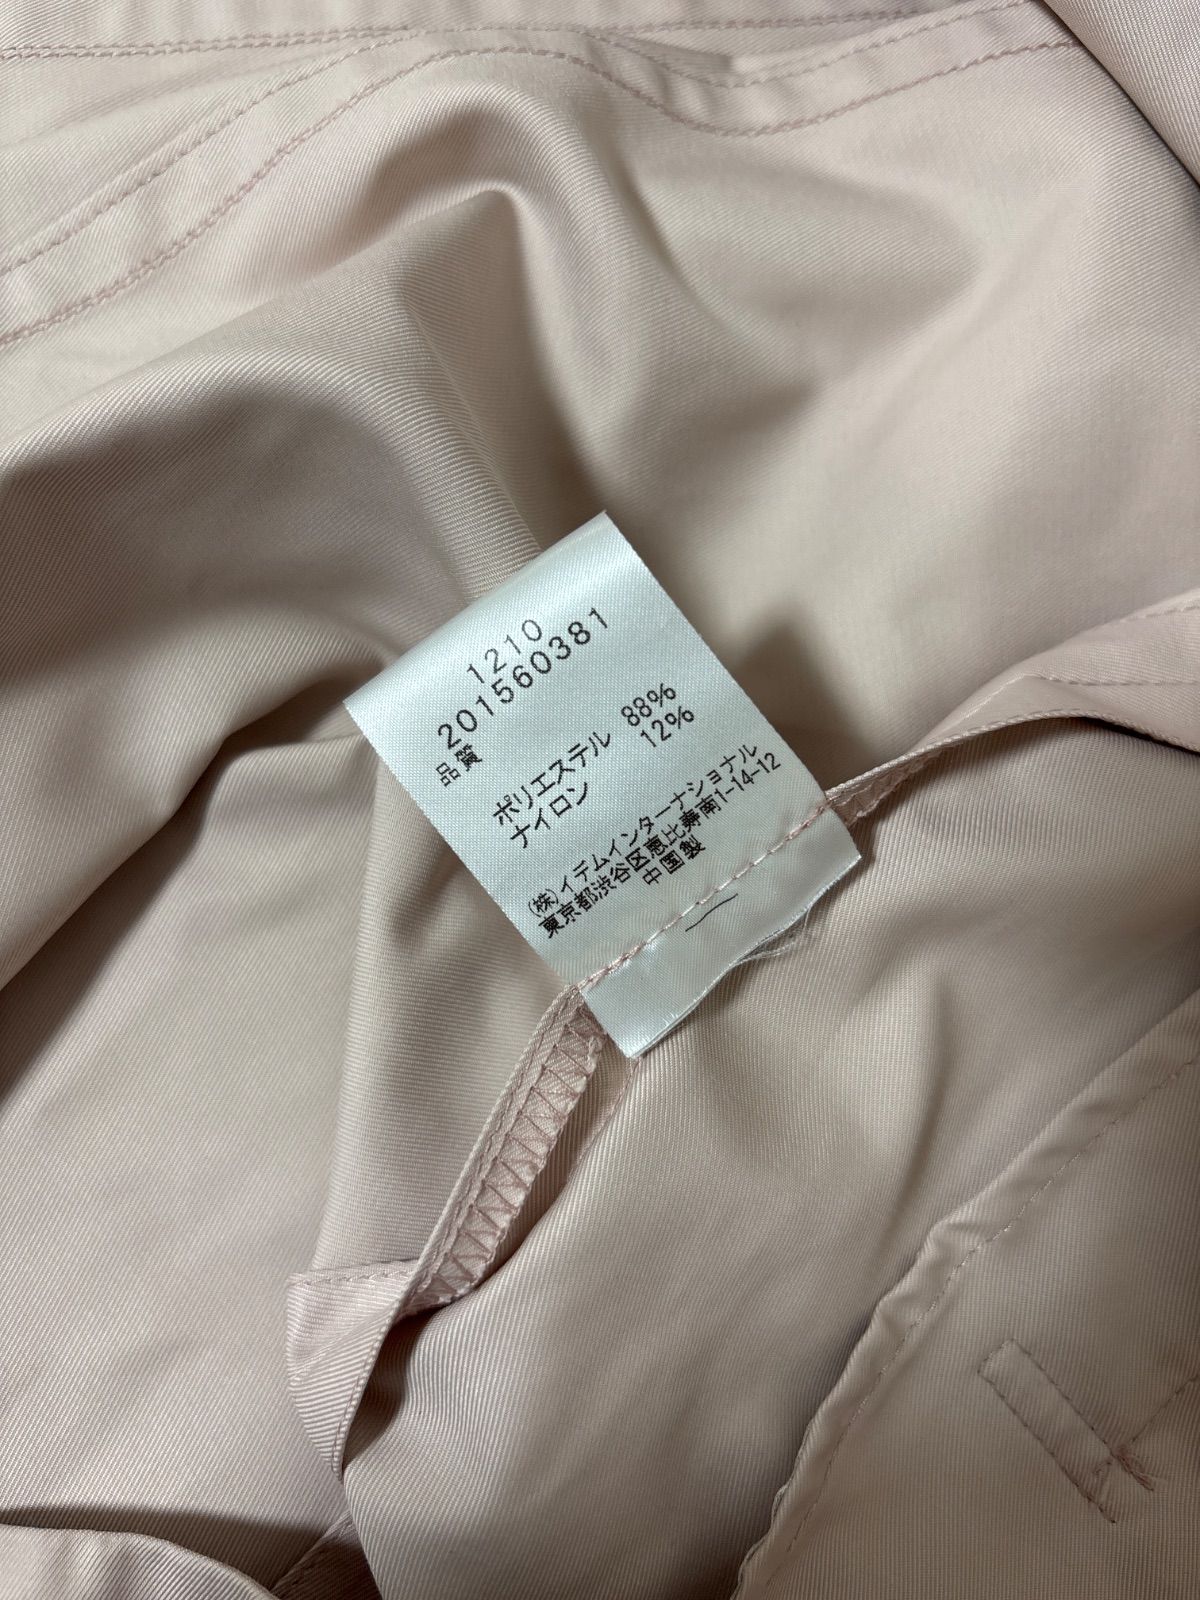 1210
201560381
品質
ポリエステル 88%
ナイロン 12%
(株)イデムインターナショナル
東京都渋谷区恵比寿南1-14-12
中国製